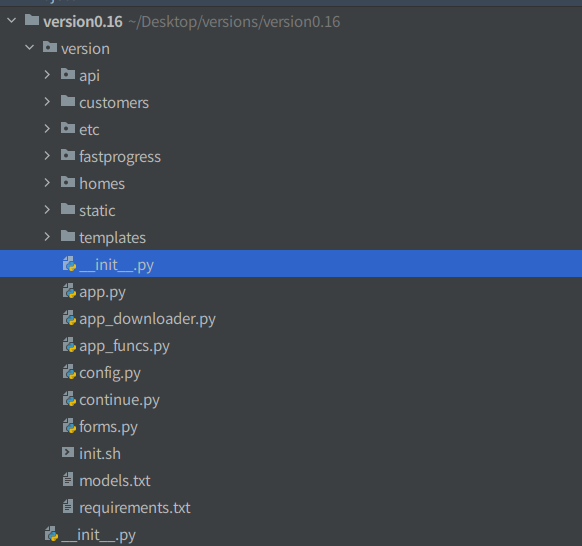 version0.16 ~/Desktop/versions/version0.16
version
api
customers
etc
fastprogress
homes
static
templates
__init__.py
app.py
app_downloader.py
app_funcs.py
config.py
continue.py
forms.py
init.sh
models.txt
requirements.txt
__init__.py